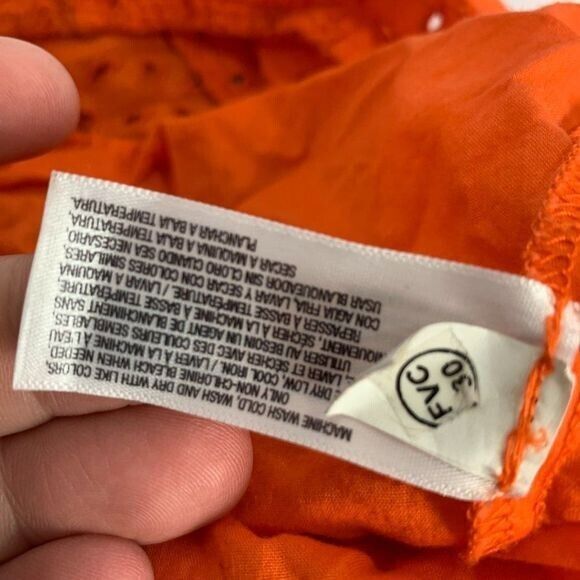 MACHINE WASH COLD, WASH AND DRY WITH LIKE COLORS,
ONLY NON-CHLORINE BLEACH WHEN NEEDED,
DRY LOW, COOL IRON / LAVER À LA MACHINE À L'EAU
LAVER ET SÉCHER AVEC DES COULEURS SEMBLABLES,
UTILISER AU BESOIN UN AGENT DE BLANCHIMENT SANS
SÉCHER À LA MACHINE À BASSE TEMPÉRATURE
REPASSER À BASSE TEMPÉRATURE / LAVAR A MAQUINA
CON AGUA FRIA, LAVAR Y SECAR CON COLORES SIMILARES,
USAR BLANQUEADOR SIN CLORO CUANDO SEA NECESARIO,
SECAR A MAQUINA A BAJA TEMPERATURA,
PLANCHAR A BAJA TEMPERATURA.
FVC
30